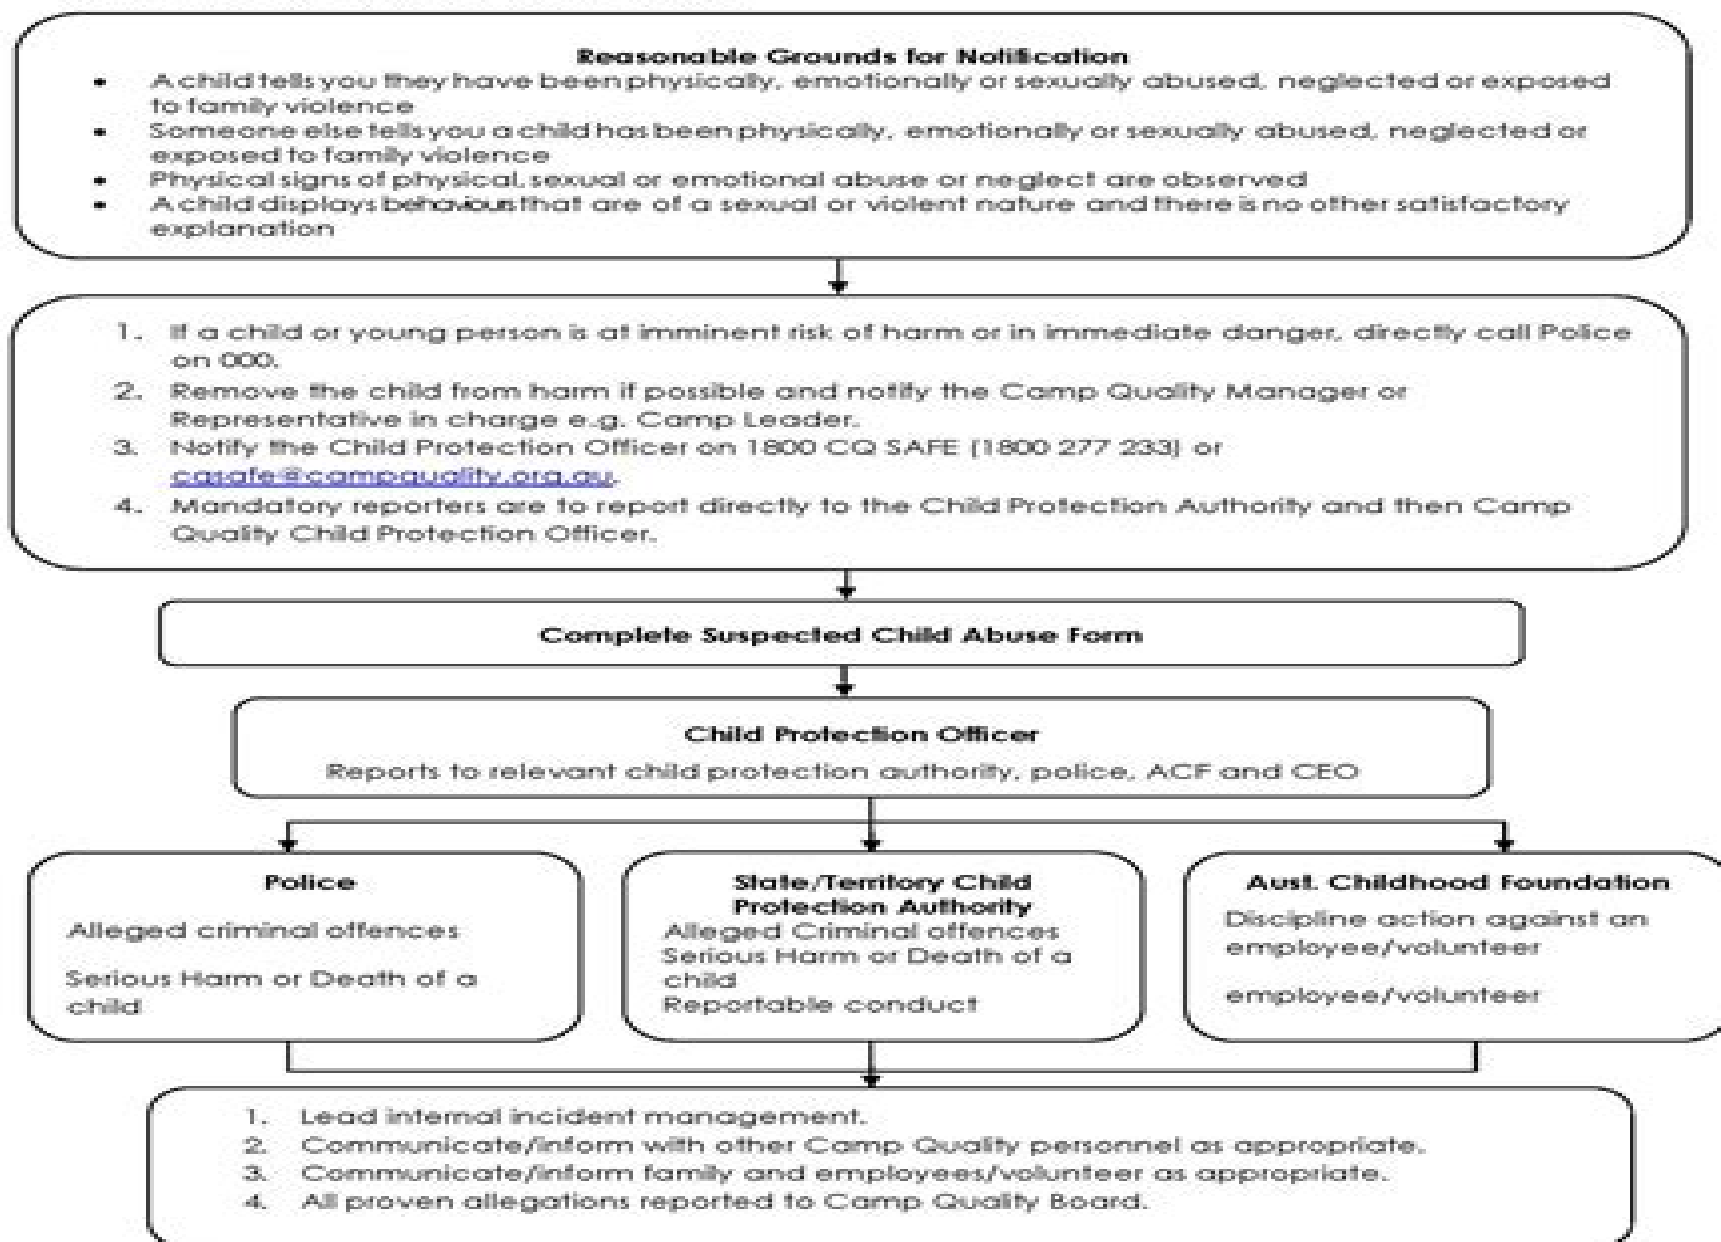 Reasonable Grounds for Notification
• A child tells you they have been physically, emotionally or sexually abused, neglected or exposed
to family violence
• Someone else tells you a child has been physically, emotionally or sexually abused, neglected or
exposed to family violence
• Physical signs of physical, sexual or emotional abuse or neglect are observed
• A child displays behaviours that are of a sexual or violent nature and there is no other satisfactory
explanation
1. If a child or young person is at imminent risk of harm or in immediate danger, directly call Police
on 000.
2. Remove the child from harm if possible and notify the Camp Quality Manager or
Representative in charge e.g. Camp Leader.
3. Notify the Child Protection Officer on 1800 CQ SAFE (1800 277 233) or
cqsafe@campquality.org.au.
4. Mandatory reporters are to report directly to the Child Protection Authority and then Camp
Quality Child Protection Officer.
Complete Suspected Child Abuse Form
Child Protection Officer
Reports to relevant child protection authority, police, ACF and CEO
Police
Alleged criminal offences
Serious Harm or Death of a
child
State/Territory Child
Protection Authority
Alleged Criminal offences
Serious Harm or Death of a
child
Reportable conduct
Aust. Childhood Foundation
Discipline action against an
employee/volunteer
employee/volunteer
1. Lead internal incident management.
2. Communicate/inform with other Camp Quality personnel as appropriate.
3. Communicate/inform family and employees/volunteer as appropriate.
4. All proven allegations reported to Camp Quality Board.